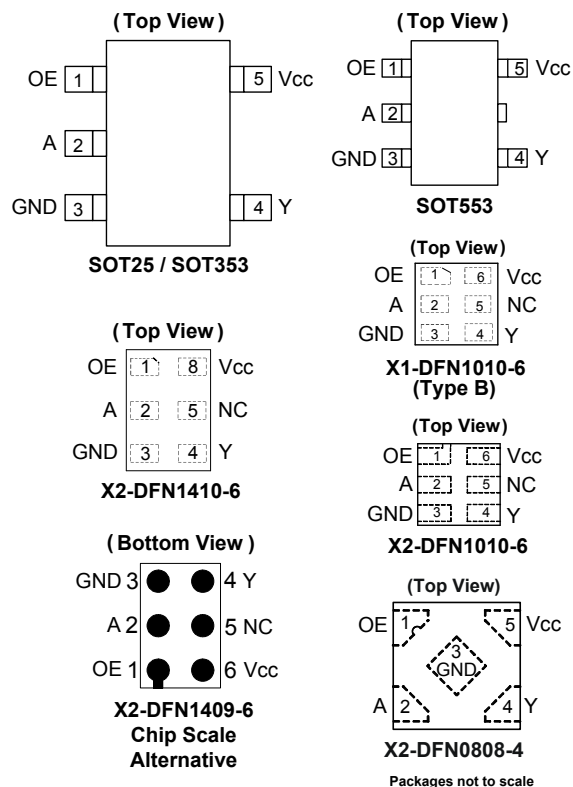 (Top View)
OE 1 5 Vcc
A 2
GND 3 4 Y
SOT25 / SOT353
(Top View)
OE 1 5 Vcc
A 2
GND 3 4 Y
SOT553
(Top View)
OE 1 6 Vcc
A 2 5 NC
GND 3 4 Y
X1-DFN1010-6
(Type B)
(Top View)
OE 1 8 Vcc
A 2 5 NC
GND 3 4 Y
X2-DFN1410-6
(Top View)
OE 1 6 Vcc
A 2 5 NC
GND 3 4 Y
X2-DFN1010-6
(Bottom View)
GND 3 4 Y
A 2 5 NC
OE 1 6 Vcc
X2-DFN1409-6
Chip Scale
Alternative
(Top View)
OE 1 5 Vcc
3
GND
A 2 4 Y
X2-DFN0808-4
Packages not to scale